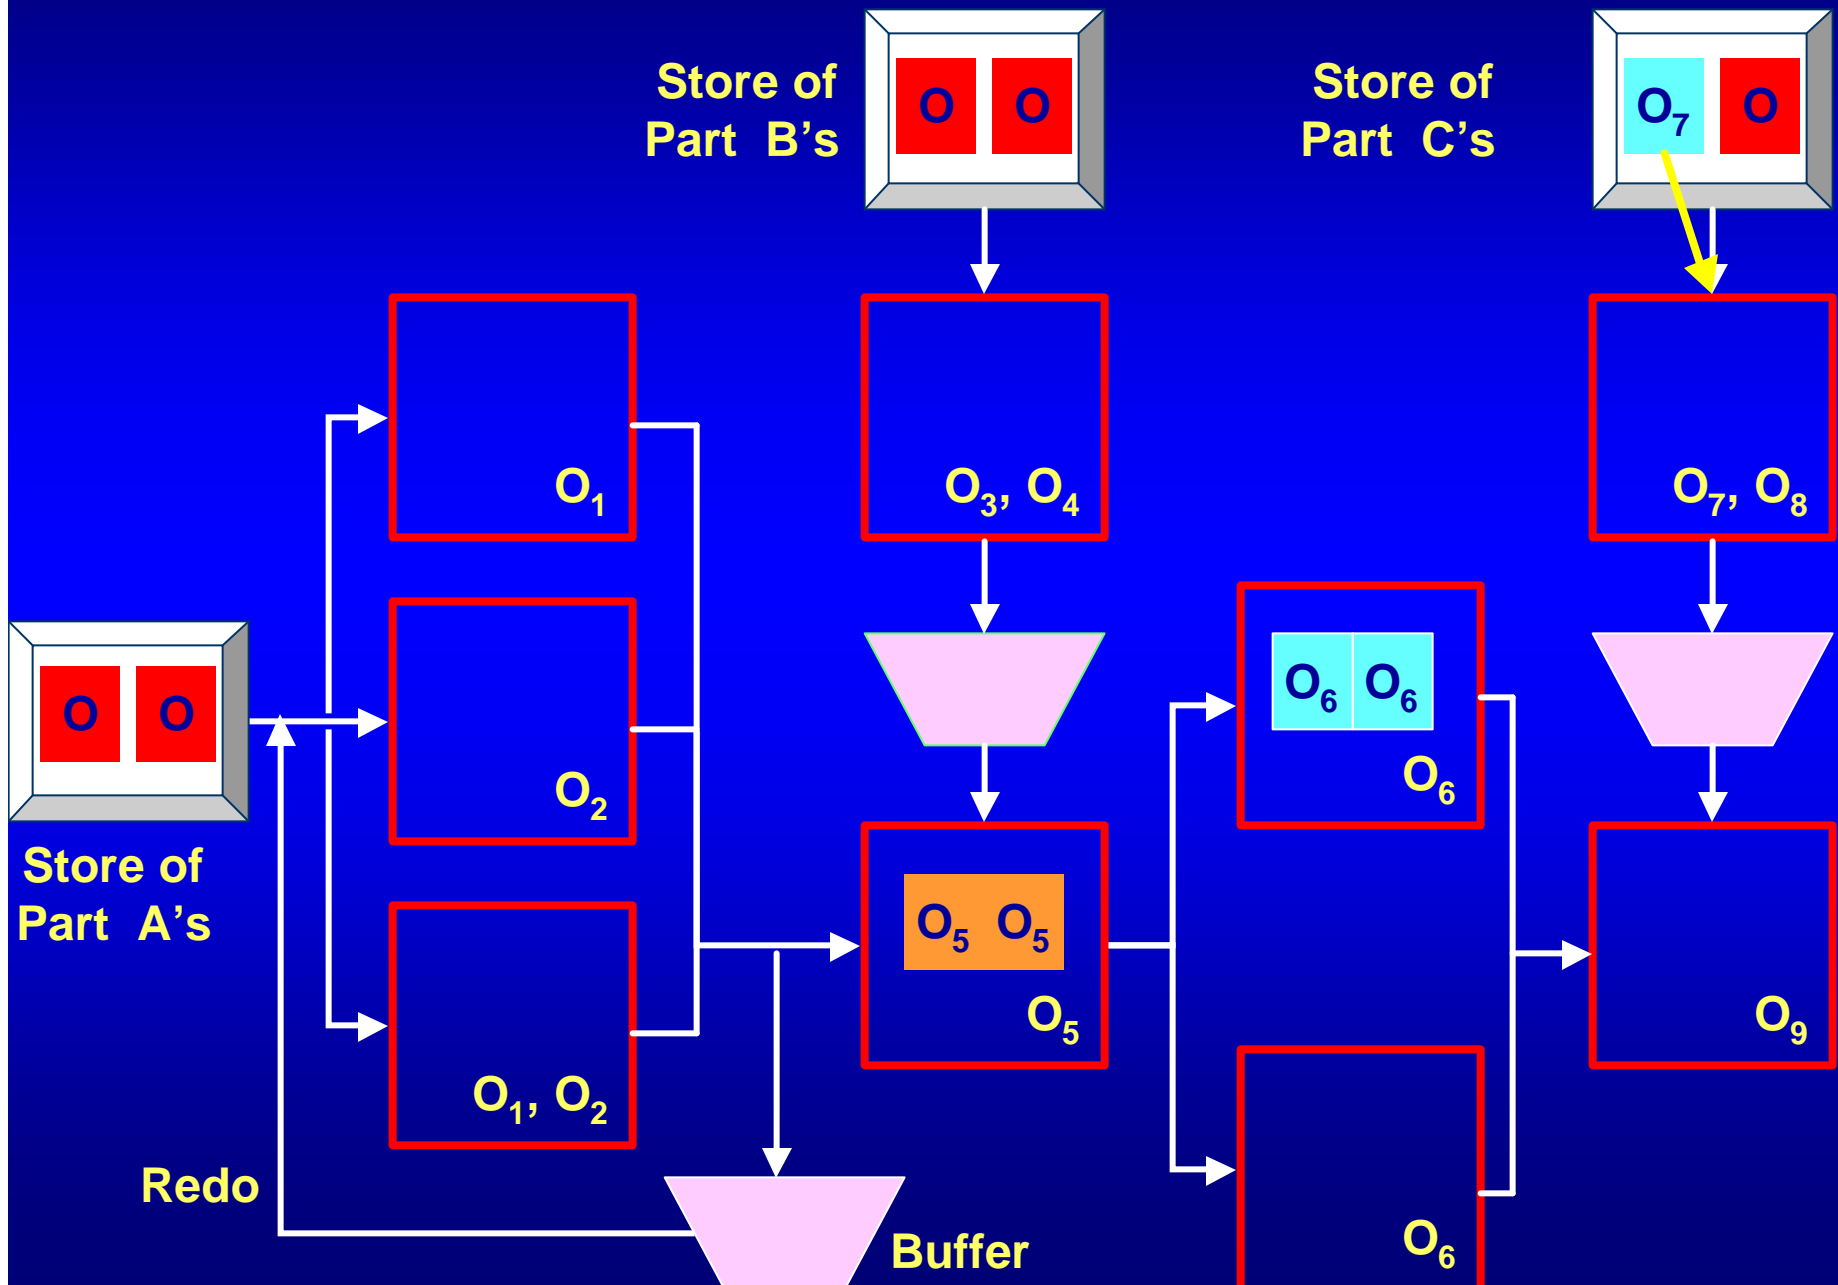 Store of
Part B's
O O
Store of
Part C's
O₇ O
O₁
O₃, O₄
O₇, O₈
O O
Store of
Part A's
O₂
O₆ O₆
O₆
O₅ O₅
O₅
O₉
O₁, O₂
Redo
Buffer
O₆